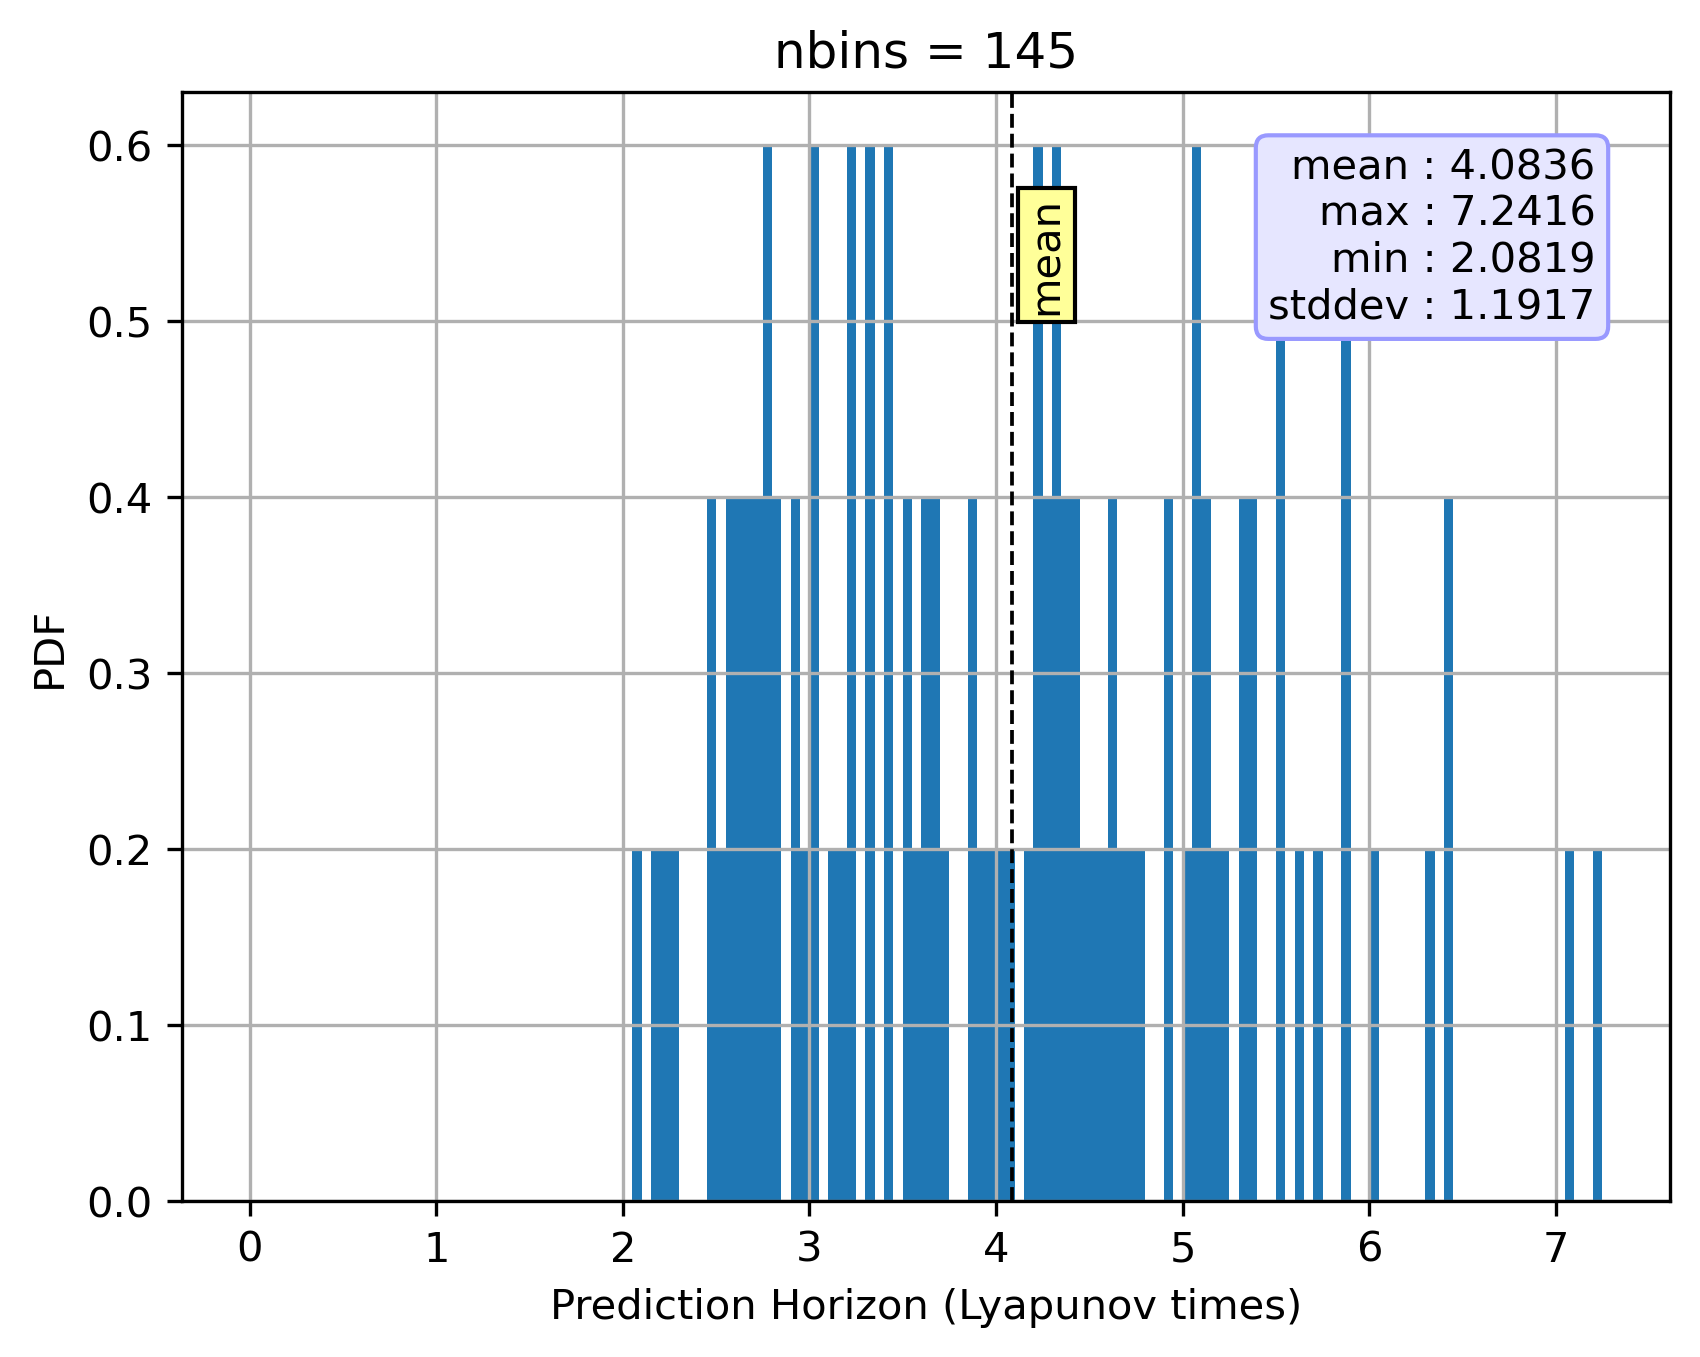 nbins = 145
PDF
0.6
0.5
0.4
0.3
0.2
0.1
0.0
mean
mean : 4.0836
max : 7.2416
min : 2.0819
stddev : 1.1917
0 1 2 3 4 5 6 7
Prediction Horizon (Lyapunov times)